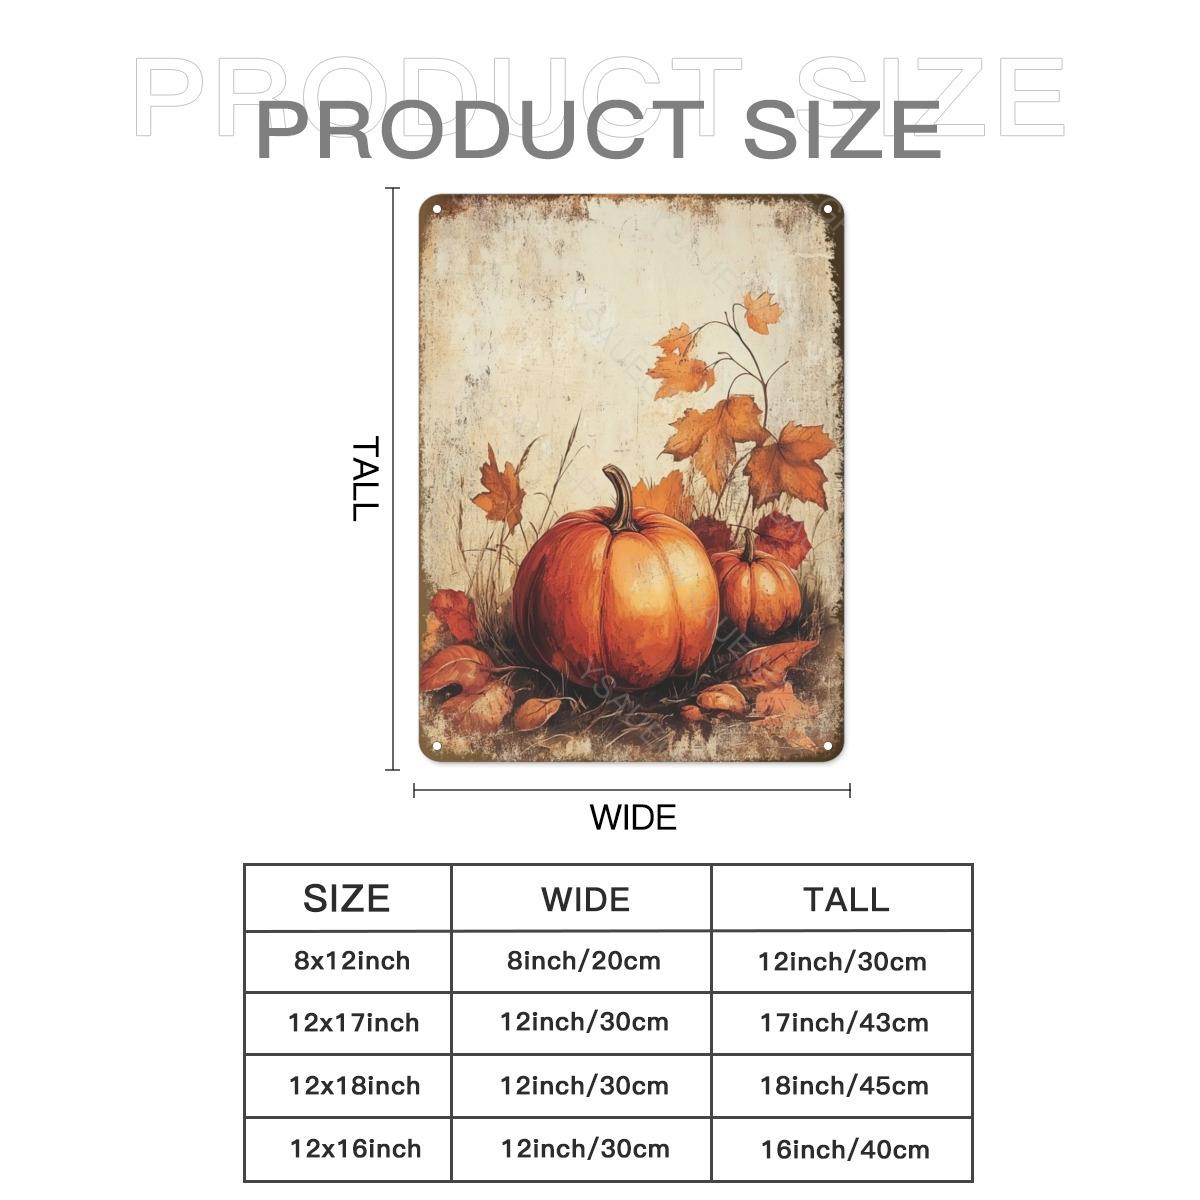 PRODUCT SIZE
PRODUCT SIZE
TALL
WIDE
SIZE WIDE TALL
8x12inch 8inch/20cm 12inch/30cm
12x17inch 12inch/30cm 17inch/43cm
12x18inch 12inch/30cm 18inch/45cm
12x16inch 12inch/30cm 16inch/40cm